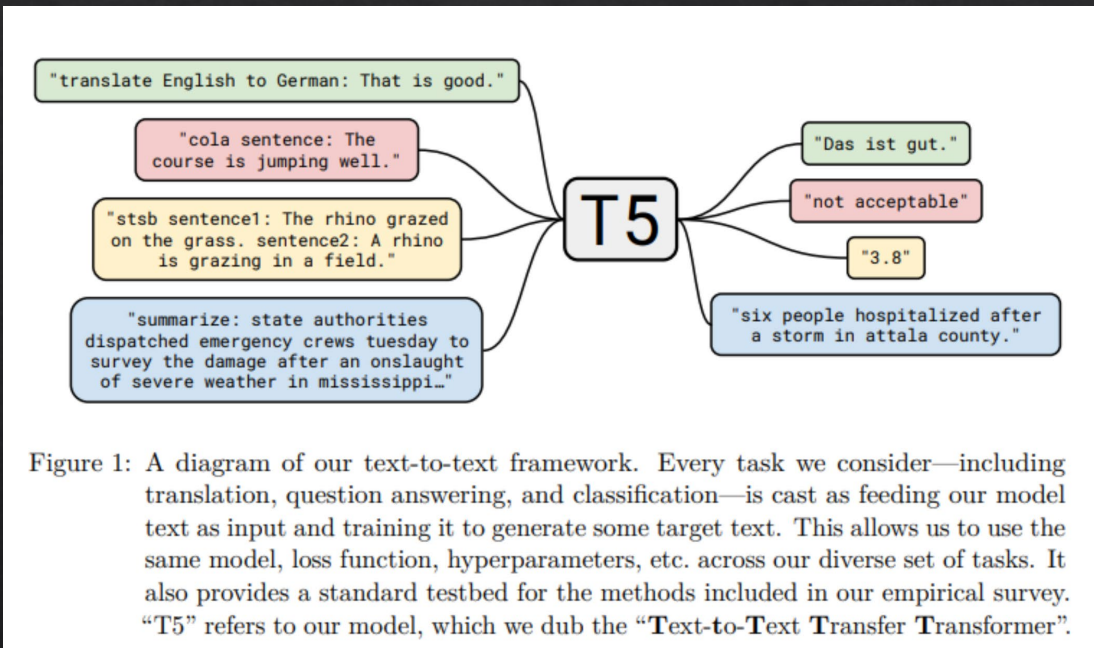 "translate English to German: That is good."
"cola sentence: The
course is jumping well."
"stsb sentence1: The rhino grazed
on the grass. sentence2: A rhino
is grazing in a field."
"summarize: state authorities
dispatched emergency crews tuesday to
survey the damage after an onslaught
of severe weather in mississippi…"
T5
"Das ist gut."
"not acceptable"
"3.8"
"six people hospitalized after
a storm in attala county."
Figure 1: A diagram of our text-to-text framework. Every task we consider—including
translation, question answering, and classification—is cast as feeding our model
text as input and training it to generate some target text. This allows us to use the
same model, loss function, hyperparameters, etc. across our diverse set of tasks. It
also provides a standard testbed for the methods included in our empirical survey.
“T5” refers to our model, which we dub the “Text-to-Text Transfer Transformer”.